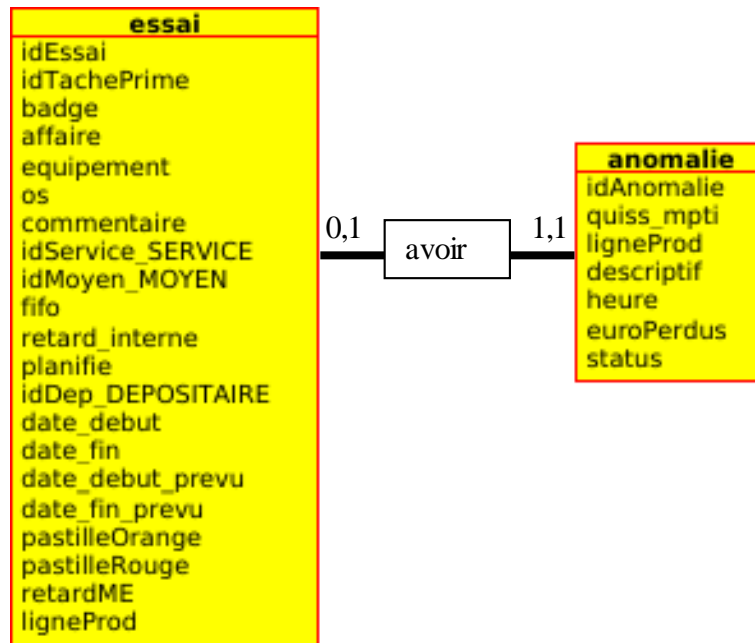 essai
idEssai
idTachePrime
badge
affaire
equipement
os
commentaire
idService_SERVICE
idMoyen_MOYEN
fifo
retard_interne
planifie
idDep_DEPOSITAIRE
date_debut
date_fin
date_debut_prevu
date_fin_prevu
pastilleOrange
pastilleRouge
retardME
ligneProd
0,1
avoir
1,1
anomalie
idAnomalie
quiss_mpti
ligneProd
descriptif
heure
euroPerdus
status